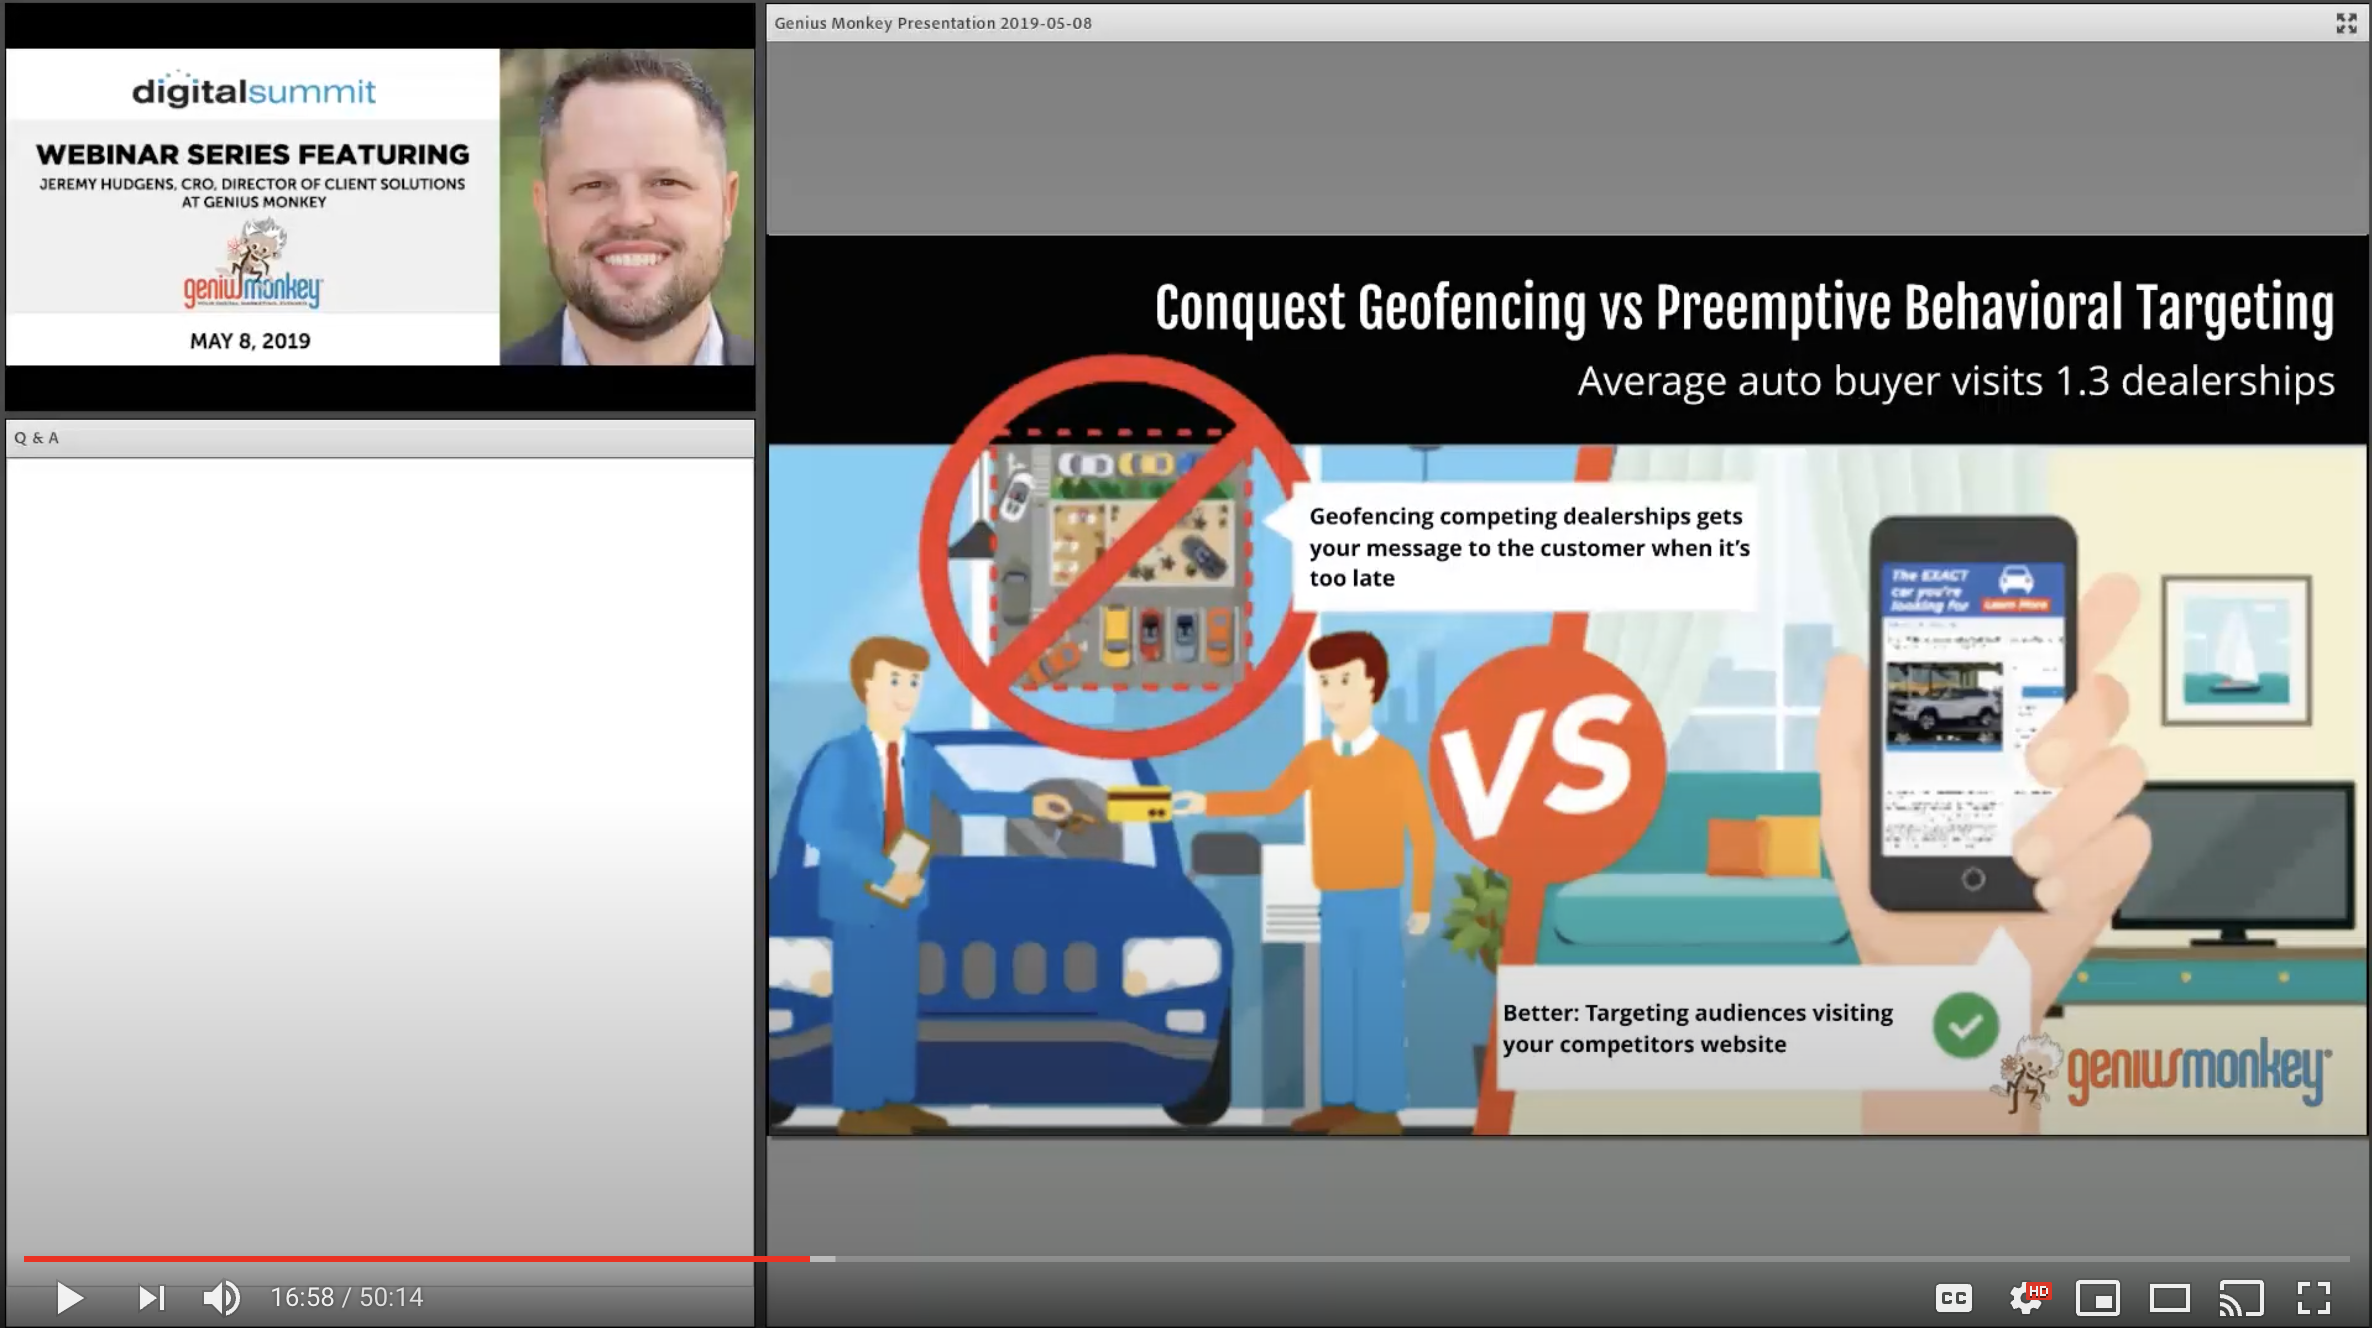 digitalsummit
WEBINAR SERIES FEATURING
JEREMY HUDGENS, CRO, DIRECTOR OF CLIENT SOLUTIONS
AT GENIUS MONKEY
geniusmonkey
MAY 8, 2019
Q & A
Genius Monkey Presentation 2019-05-08
Conquest Geofencing vs Preemptive Behavioral Targeting
Average auto buyer visits 1.3 dealerships
Geofencing competing dealerships gets
your message to the customer when it's
too late
VS
The EXACT
car you're
looking for
Learn More
Better: Targeting audiences visiting
your competitors website
geniusmonkey
16:58 / 50:14
CC
HD